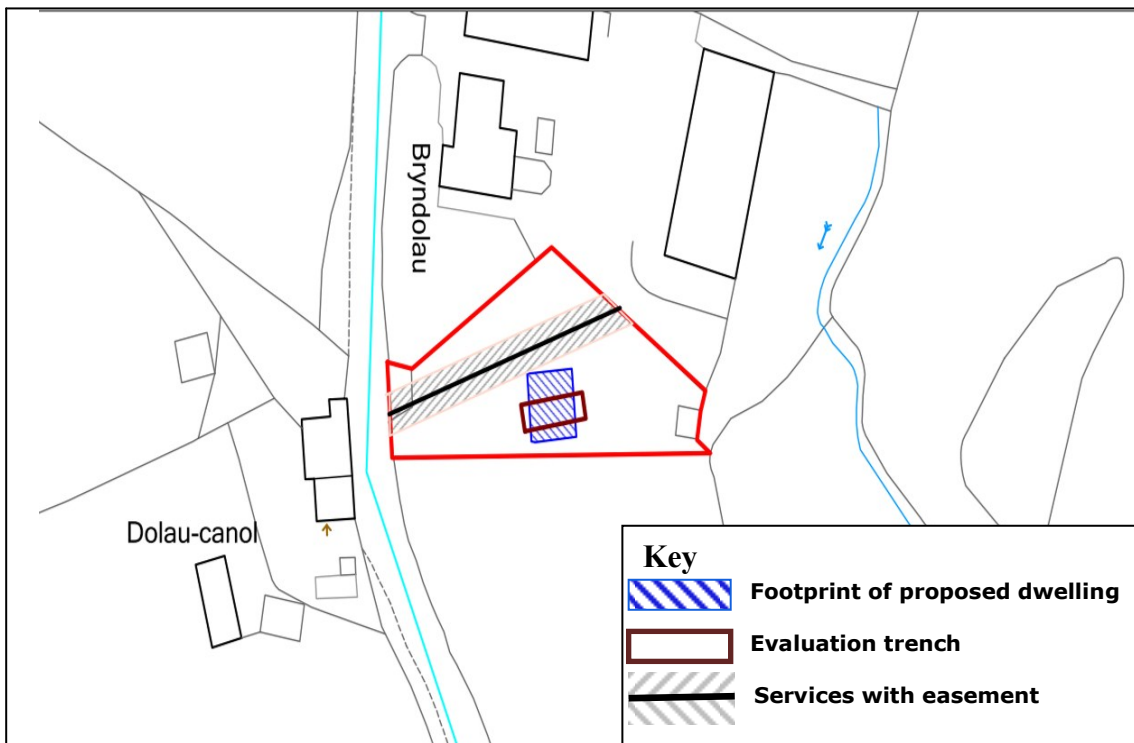 Bryndolau
Dolau-canol
Key
Footprint of proposed dwelling
Evaluation trench
Services with easement